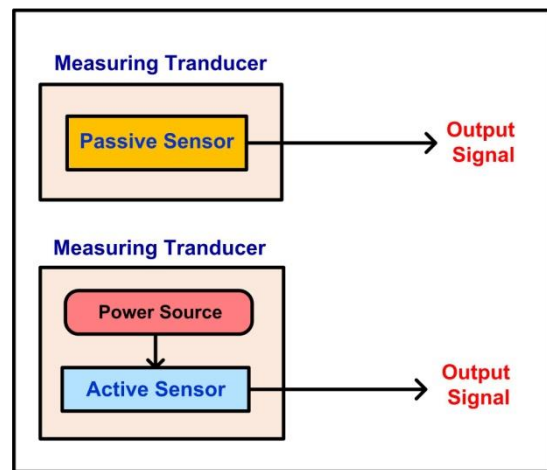 Measuring Tranducer
Passive Sensor
Output
Signal
Measuring Tranducer
Power Source
Active Sensor
Output
Signal